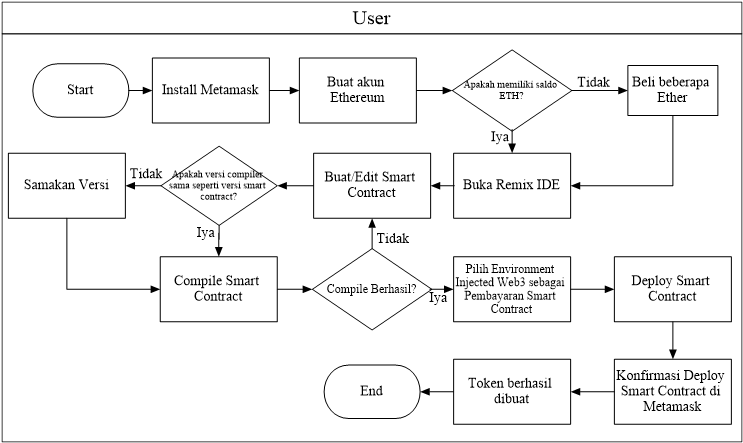 User
Start
Install Metamask
Buat akun
Ethereum
Apakah memiliki saldo
ETH?
Tidak
Beli beberapa
Ether
Iya
Buka Remix IDE
Buat/Edit Smart
Contract
Apakah versi compiler
sama seperti versi smart
contract?
Tidak
Samakan Versi
Iya
Compile Smart
Contract
Compile Berhasil?
Tidak
Iya
Pilih Environment
Injected Web3 sebagai
Pembayaran Smart
Contract
Deploy Smart
Contract
Konfirmasi Deploy
Smart Contract di
Metamask
Token berhasil
dibuat
End